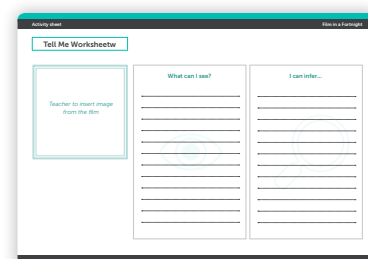 Activity sheet
Film in a Fortnight
Tell Me Worksheetw
Teacher to insert image
from the film
What can I see?
I can infer...